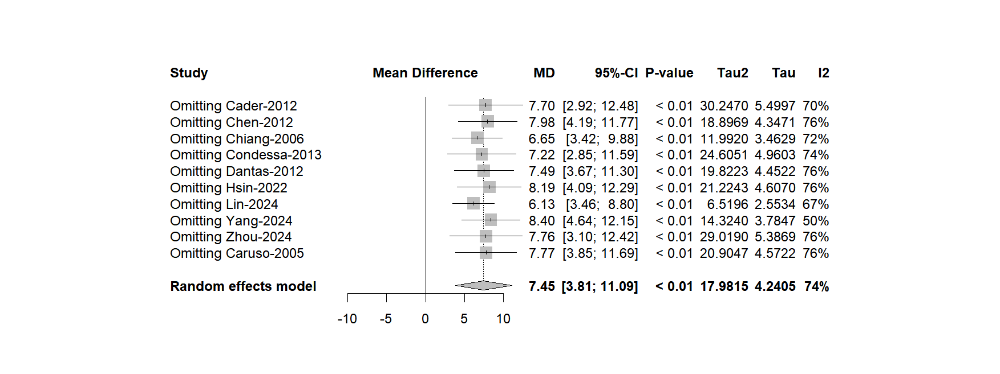 Study Mean Difference MD 95%-CI P-value Tau2 Tau I2
Omitting Cader-2012 7.70 [2.92; 12.48] < 0.01 30.2470 5.4997 70%
Omitting Chen-2012 7.98 [4.19; 11.77] < 0.01 18.8969 4.3471 76%
Omitting Chiang-2006 6.65 [3.42; 9.88] < 0.01 11.9920 3.4629 72%
Omitting Condessa-2013 7.22 [2.85; 11.59] < 0.01 24.6051 4.9603 74%
Omitting Dantas-2012 7.49 [3.67; 11.30] < 0.01 19.8223 4.4522 76%
Omitting Hsin-2022 8.19 [4.09; 12.29] < 0.01 21.2243 4.6070 76%
Omitting Lin-2024 6.13 [3.46; 8.80] < 0.01 6.5196 2.5534 67%
Omitting Yang-2024 8.40 [4.64; 12.15] < 0.01 14.3240 3.7847 50%
Omitting Zhou-2024 7.76 [3.10; 12.42] < 0.01 29.0190 5.3869 76%
Omitting Caruso-2005 7.77 [3.85; 11.69] < 0.01 20.9047 4.5722 76%
Random effects model 7.45 [3.81; 11.09] < 0.01 17.9815 4.2405 74%
-10 -5 0 5 10